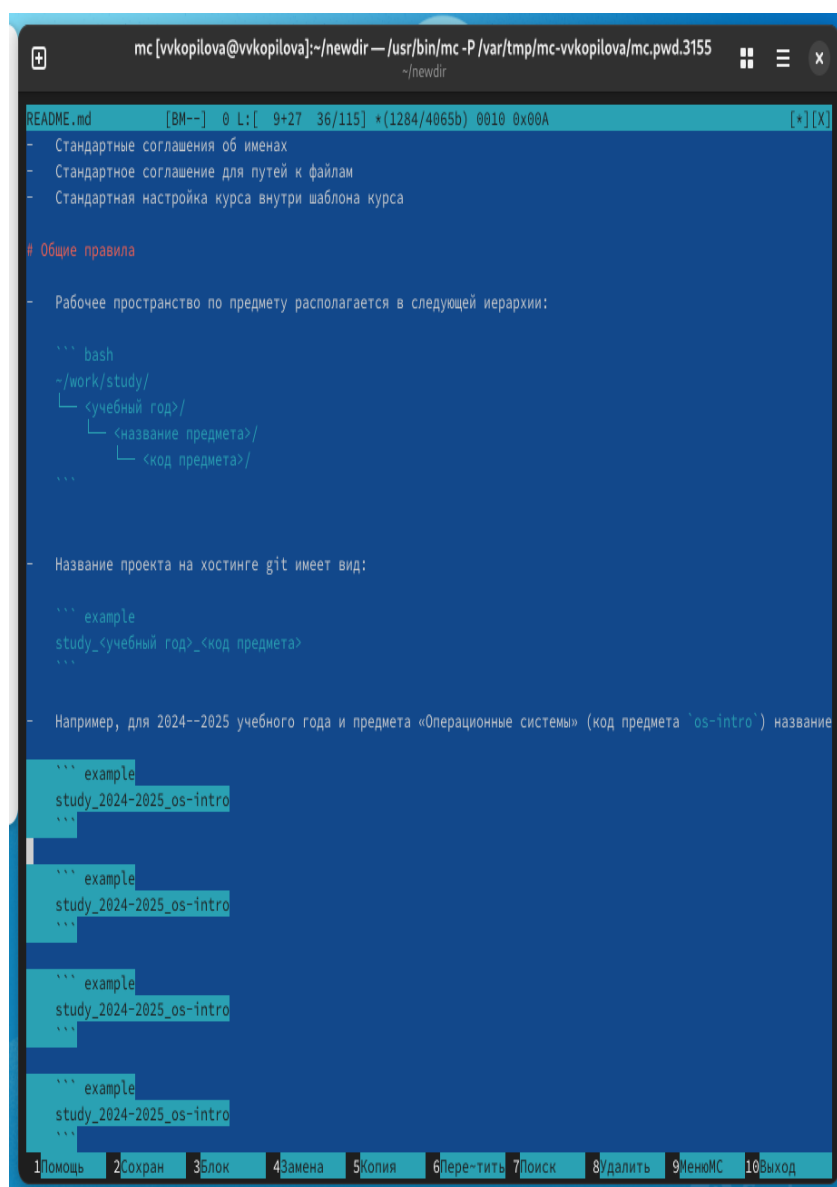 mc [vvkopilova@vvkopilova]:~/newdir — /usr/bin/mc -P /var/tmp/mc-vvkopilova/mc.pwd.3155
~/newdir
README.md [BM--] 0 L:[ 9+27 36/115] *(1284/4065b) 0010 0x00A [*][X]
- Стандартные соглашения об именах
- Стандартное соглашение для путей к файлам
- Стандартная настройка курса внутри шаблона курса
# Общие правила
- Рабочее пространство по предмету располагается в следующей иерархии:
``` bash
~/work/study/
└── <учебный год>/
└── <название предмета>/
└── <код предмета>/
```
- Название проекта на хостинге git имеет вид:
``` example
study_<учебный год>_<код предмета>
```
- Например, для 2024--2025 учебного года и предмета «Операционные системы» (код предмета `os-intro`) название
``` example
study_2024-2025_os-intro
```
``` example
study_2024-2025_os-intro
```
``` example
study_2024-2025_os-intro
```
``` example
study_2024-2025_os-intro
```
1Помощь 2Сохран 3Блок 4Замена 5Копия 6Пере~тить 7Поиск 8Удалить 9МенюМС 10Выход